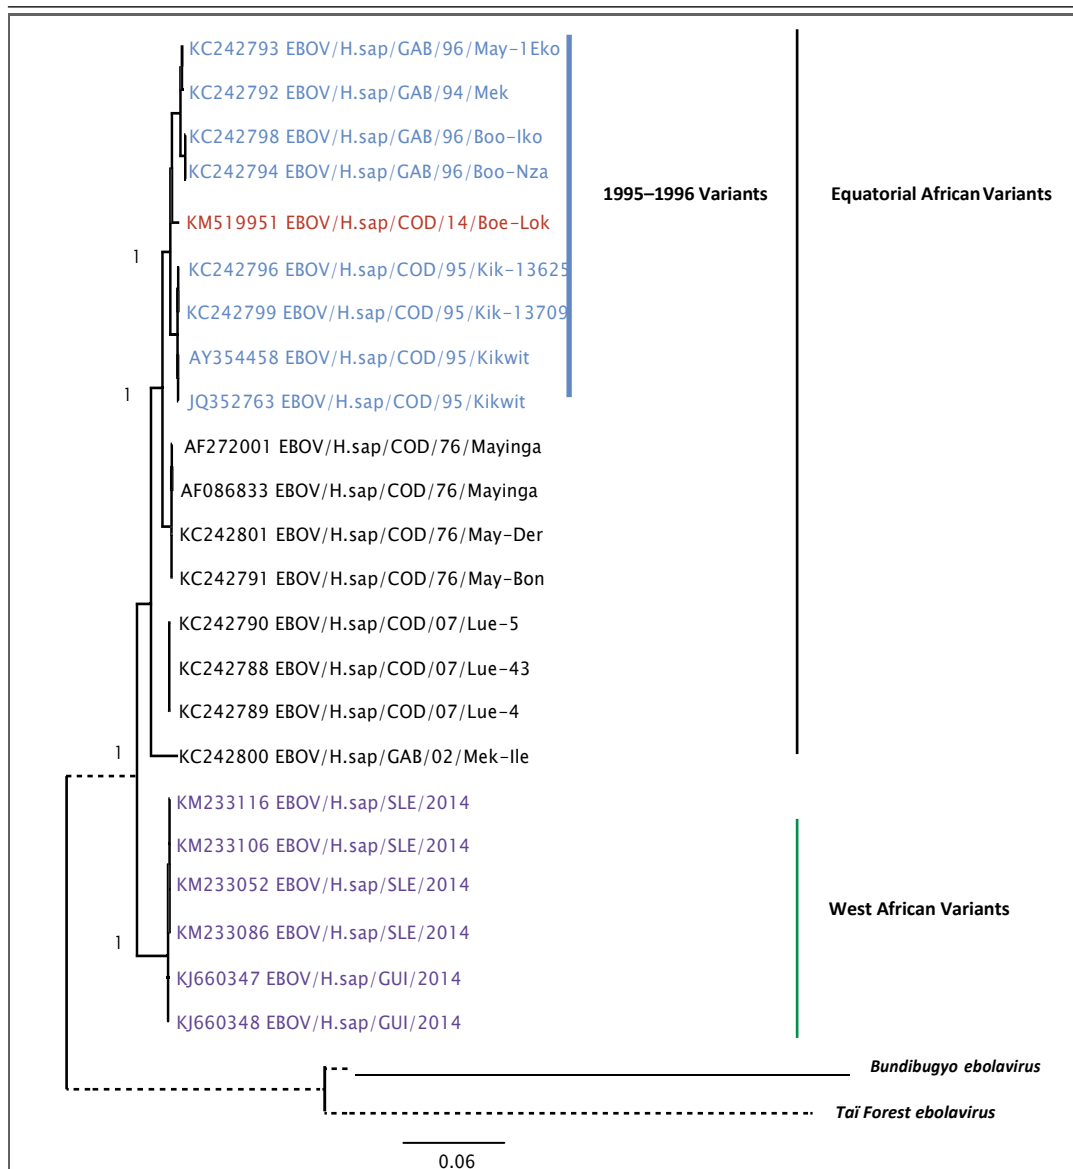 KC242793 EBOV/H.sap/GAB/96/May-1Eko
KC242792 EBOV/H.sap/GAB/94/Mek
KC242798 EBOV/H.sap/GAB/96/Boo-Iko
KC242794 EBOV/H.sap/GAB/96/Boo-Nza
1995–1996 Variants
Equatorial African Variants
KM519951 EBOV/H.sap/COD/14/Boe-Lok
1
KC242796 EBOV/H.sap/COD/95/Kik-13625
KC242799 EBOV/H.sap/COD/95/Kik-13709
AY354458 EBOV/H.sap/COD/95/Kikwit
1
JQ352763 EBOV/H.sap/COD/95/Kikwit
AF272001 EBOV/H.sap/COD/76/Mayinga
AF086833 EBOV/H.sap/COD/76/Mayinga
KC242801 EBOV/H.sap/COD/76/May-Der
KC242791 EBOV/H.sap/COD/76/May-Bon
KC242790 EBOV/H.sap/COD/07/Lue-5
KC242788 EBOV/H.sap/COD/07/Lue-43
KC242789 EBOV/H.sap/COD/07/Lue-4
1
KC242800 EBOV/H.sap/GAB/02/Mek-Ile
KM233116 EBOV/H.sap/SLE/2014
KM233106 EBOV/H.sap/SLE/2014
KM233052 EBOV/H.sap/SLE/2014
West African Variants
KM233086 EBOV/H.sap/SLE/2014
1
KJ660347 EBOV/H.sap/GUI/2014
KJ660348 EBOV/H.sap/GUI/2014
Bundibugyo ebolavirus
Taï Forest ebolavirus
0.06